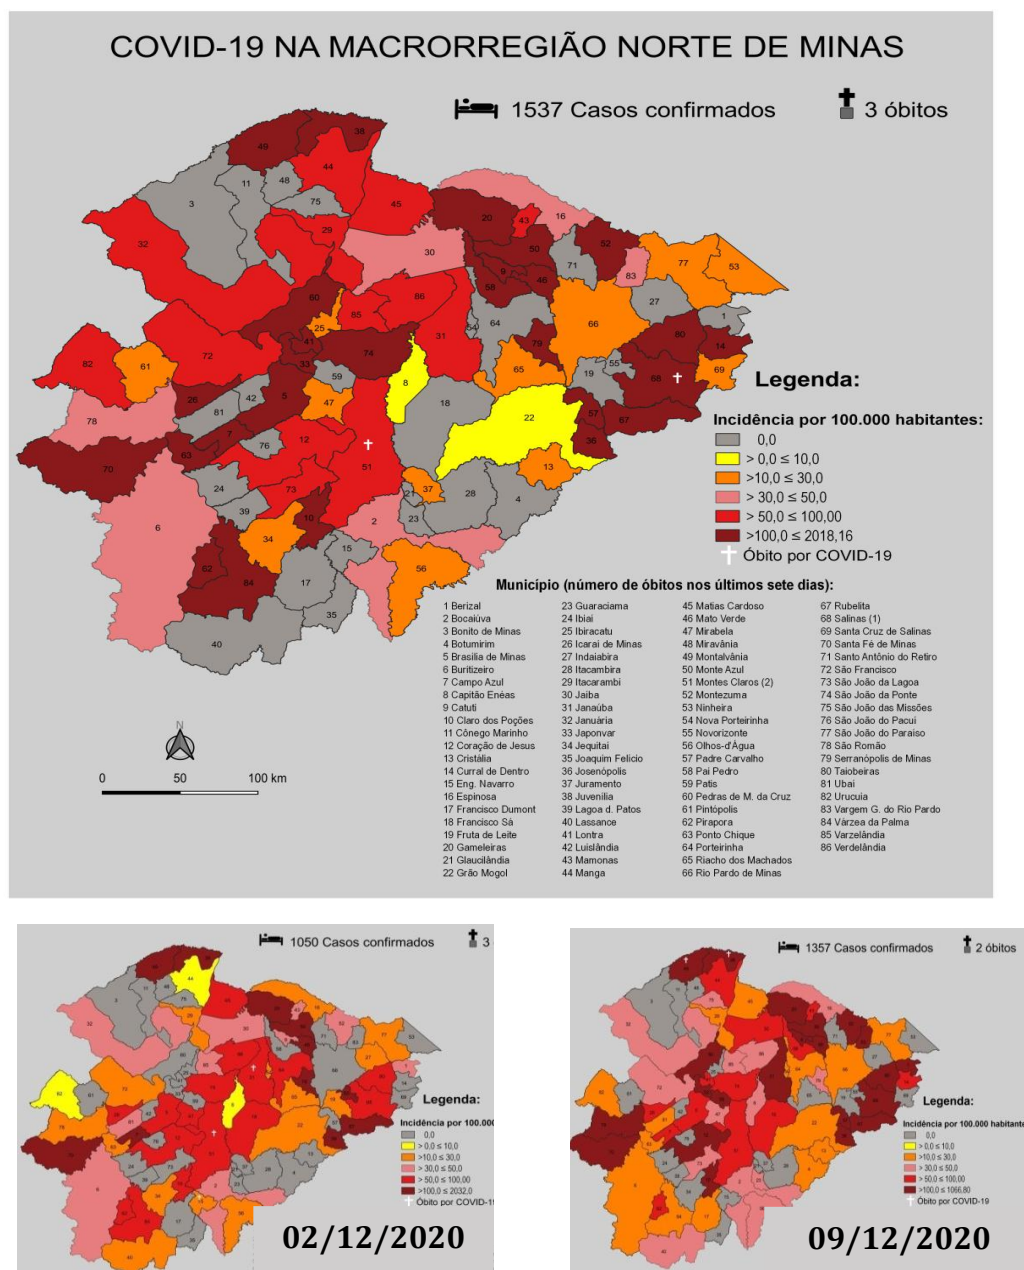 COVID-19 NA MACRORREGIÃO NORTE DE MINAS
1537 Casos confirmados
3 óbitos
Legenda:
Incidência por 100.000 habitantes:
0,0
> 0,0 ≤ 10,0
>10,0 ≤ 30,0
> 30,0 ≤ 50,0
> 50,0 ≤ 100,00
>100,0 ≤ 2018,16
Óbito por COVID-19
N
0 50 100 km
Município (número de óbitos nos últimos sete dias):
1 Berizal
2 Bocaiúva
3 Bonito de Minas
4 Botumirim
5 Brasília de Minas
6 Buritizeiro
7 Campo Azul
8 Capitão Enéas
9 Catuti
10 Claro dos Poções
11 Cônego Marinho
12 Coração de Jesus
13 Cristália
14 Curral de Dentro
15 Eng. Navarro
16 Espinosa
17 Francisco Dumont
18 Francisco Sá
19 Fruta de Leite
20 Gameleiras
21 Glaucilândia
22 Grão Mogol
23 Guaraciama
24 Ibiaí
25 Ibiracatu
26 Icaraí de Minas
27 Indaiabira
28 Itacambira
29 Itacarambi
30 Jaíba
31 Janaúba
32 Januária
33 Japonvar
34 Jequitaí
35 Joaquim Felício
36 Josenópolis
37 Juramento
38 Juvenília
39 Lagoa d. Patos
40 Lassance
41 Lontra
42 Luislândia
43 Mamonas
44 Manga
45 Matias Cardoso
46 Mato Verde
47 Mirabela
48 Miravânia
49 Montalvânia
50 Monte Azul
51 Montes Claros (2)
52 Montezuma
53 Ninheira
54 Nova Porteirinha
55 Novorizonte
56 Olhos-d'Água
57 Padre Carvalho
58 Pai Pedro
59 Patis
60 Pedras de M. da Cruz
61 Pintópolis
62 Pirapora
63 Ponto Chique
64 Porteirinha
65 Riacho dos Machados
66 Rio Pardo de Minas
67 Rubelita
68 Salinas (1)
69 Santa Cruz de Salinas
70 Santa Fé de Minas
71 Santo Antônio do Retiro
72 São Francisco
73 São João da Lagoa
74 São João da Ponte
75 São João das Missões
76 São João do Pacuí
77 São João do Paraíso
78 São Romão
79 Serranópolis de Minas
80 Taiobeiras
81 Ubaí
82 Urucuia
83 Vargem G. do Rio Pardo
84 Várzea da Palma
85 Varzelândia
86 Verdelândia
1050 Casos confirmados
3
Legenda:
Incidência por 100.000
0,0
> 0,0 ≤ 10,0
>10,0 ≤ 30,0
> 30,0 ≤ 50,0
> 50,0 ≤ 100,00
>100,0 ≤ 2032,0
Óbito por COVID-19
02/12/2020
1357 Casos confirmados
2 óbitos
Legenda:
Incidência por 100.000 habitante
0,0
> 0,0 ≤ 10,0
>10,0 ≤ 30,0
> 30,0 ≤ 50,0
> 50,0 ≤ 100,00
>100,0 ≤ 1066,80
Óbito por COVID-19
09/12/2020